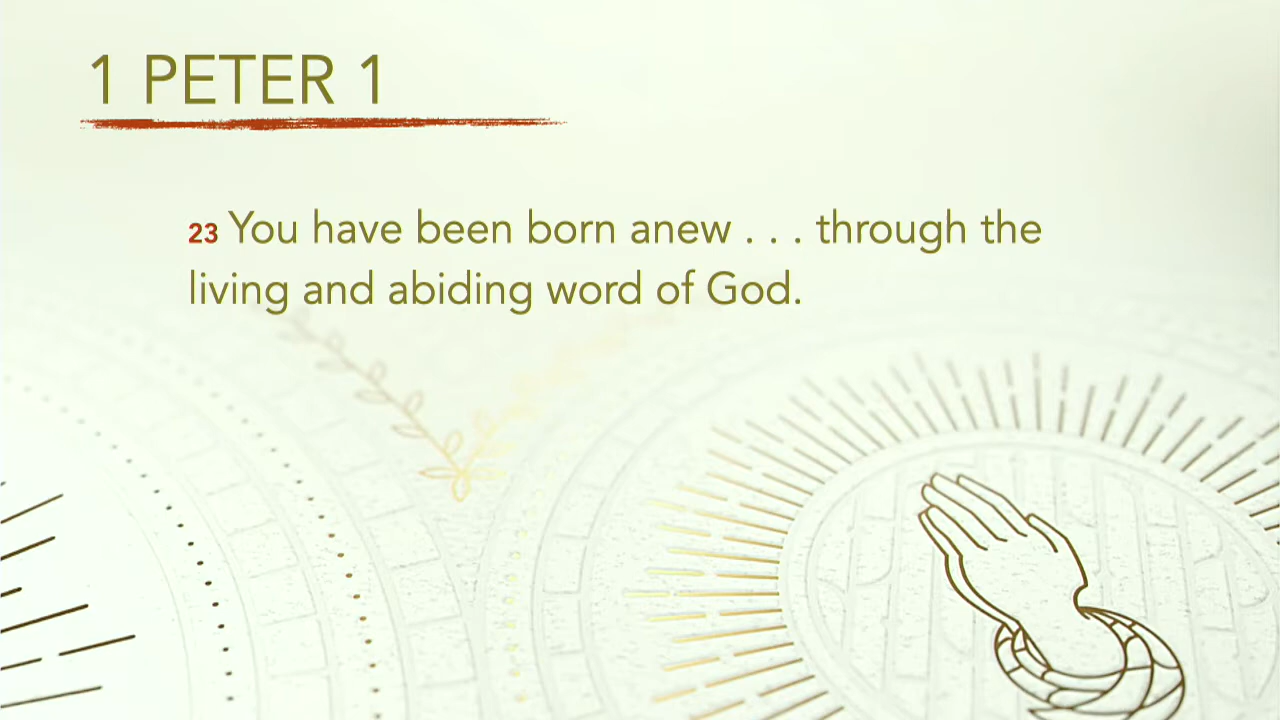 1 PETER 1
23 You have been born anew . . . through the
living and abiding word of God.